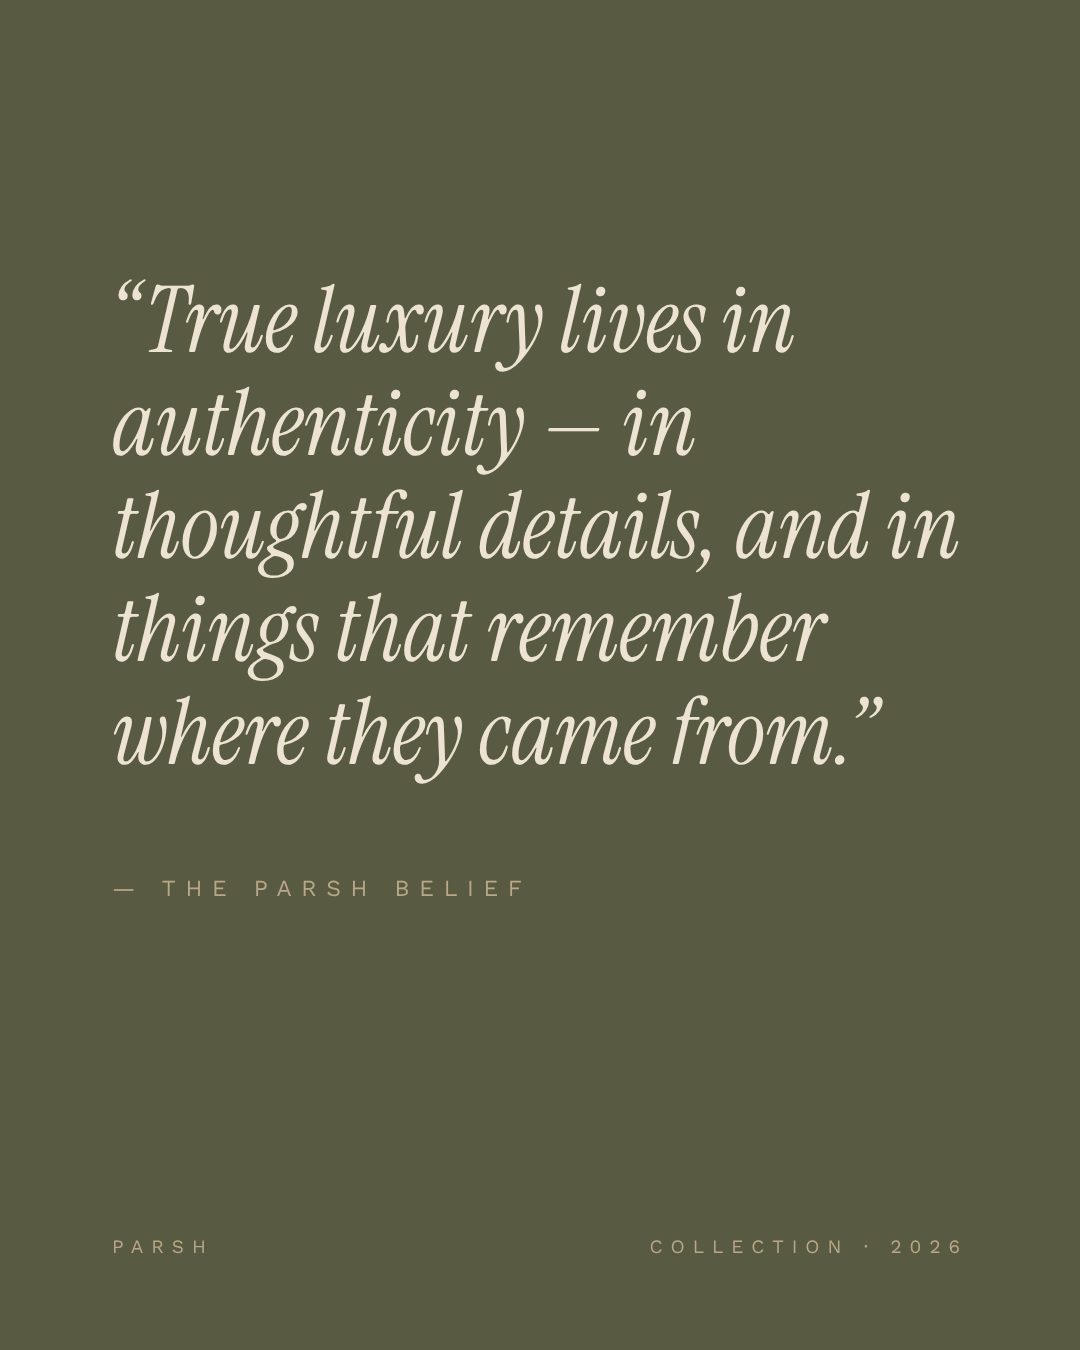 “True luxury lives in
authenticity — in
thoughtful details, and in
things that remember
where they came from.”
— THE PARSH BELIEF
PARSH
COLLECTION · 2026